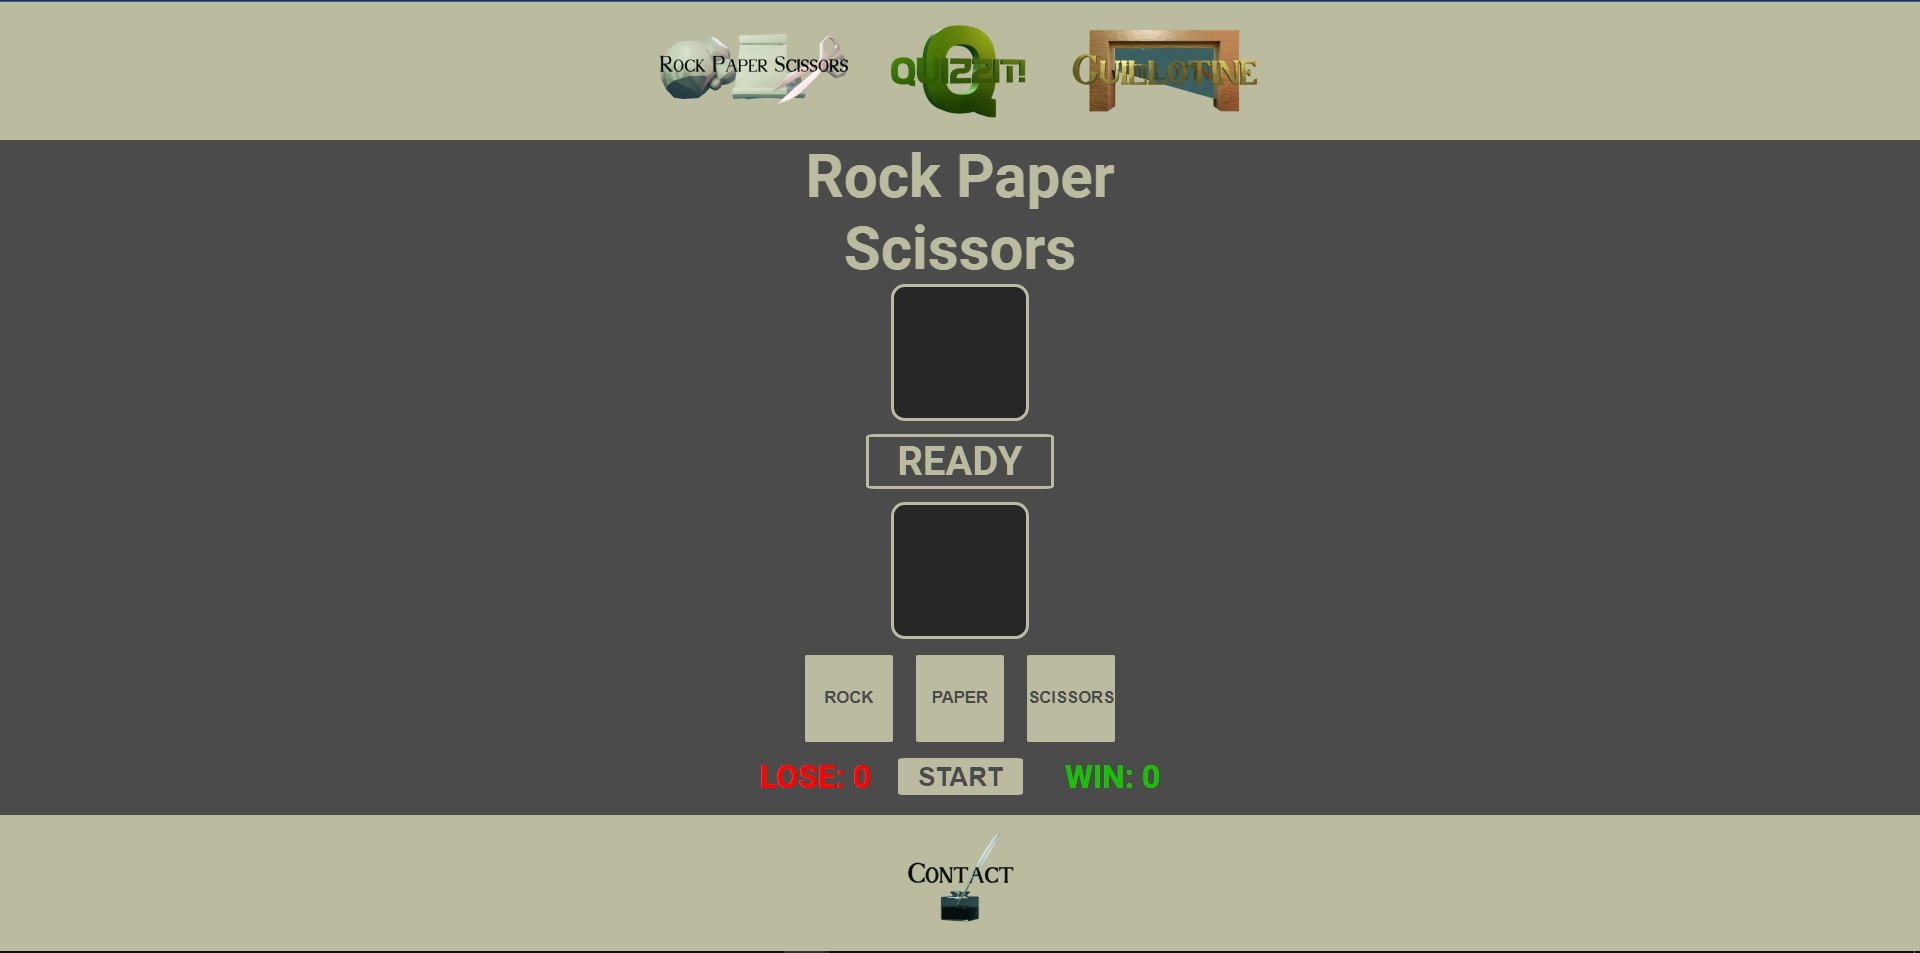 ROCK PAPER SCISSORS
QUIZZIT!
GUILLOTINE
Rock Paper
Scissors
READY
ROCK
PAPER
SCISSORS
LOSE: 0
START
WIN: 0
CONTACT